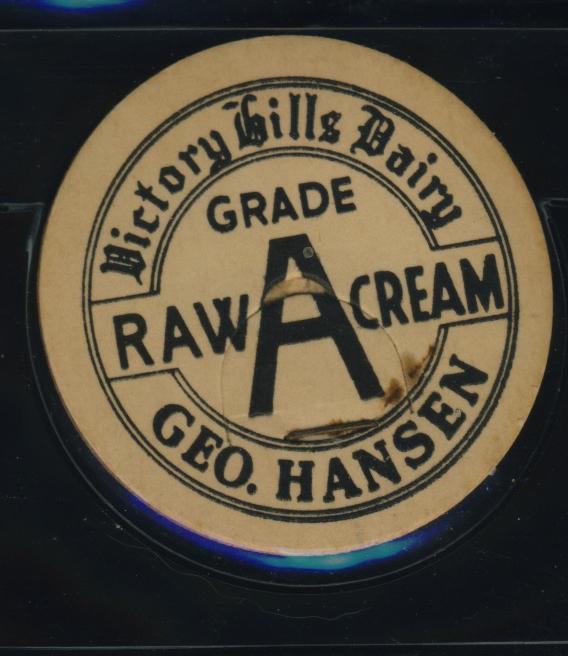 Victory Hills Dairy
GRADE
A
RAW CREAM
GEO. HANSEN